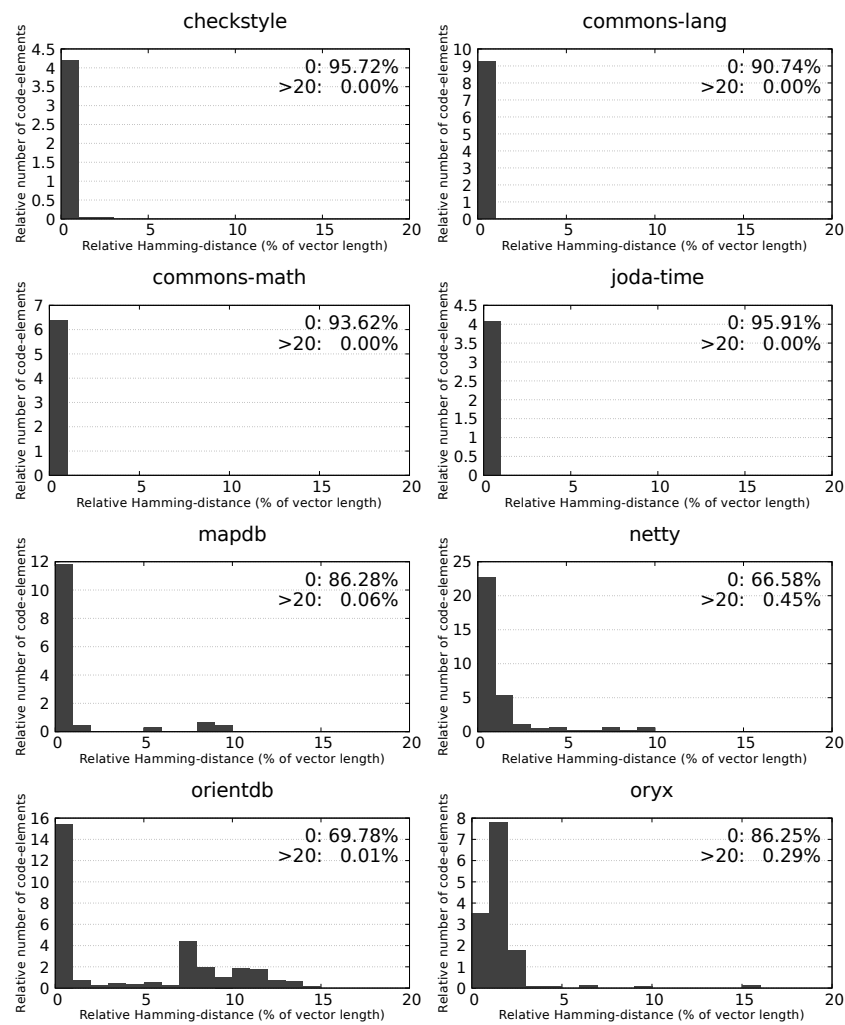 checkstyle
Relative number of code-elements
4.5
4
3.5
3
2.5
2
1.5
1
0.5
0
0: 95.72%
>20: 0.00%
0 5 10 15 20
Relative Hamming-distance (% of vector length)
commons-lang
Relative number of code-elements
10
9
8
7
6
5
4
3
2
1
0
0: 90.74%
>20: 0.00%
0 5 10 15 20
Relative Hamming-distance (% of vector length)
commons-math
Relative number of code-elements
7
6
5
4
3
2
1
0
0: 93.62%
>20: 0.00%
0 5 10 15 20
Relative Hamming-distance (% of vector length)
joda-time
Relative number of code-elements
4.5
4
3.5
3
2.5
2
1.5
1
0.5
0
0: 95.91%
>20: 0.00%
0 5 10 15 20
Relative Hamming-distance (% of vector length)
mapdb
Relative number of code-elements
12
10
8
6
4
2
0
0: 86.28%
>20: 0.06%
0 5 10 15 20
Relative Hamming-distance (% of vector length)
netty
Relative number of code-elements
25
20
15
10
5
0
0: 66.58%
>20: 0.45%
0 5 10 15 20
Relative Hamming-distance (% of vector length)
orientdb
Relative number of code-elements
16
14
12
10
8
6
4
2
0
0: 69.78%
>20: 0.01%
0 5 10 15 20
Relative Hamming-distance (% of vector length)
oryx
Relative number of code-elements
8
7
6
5
4
3
2
1
0
0: 86.25%
>20: 0.29%
0 5 10 15 20
Relative Hamming-distance (% of vector length)